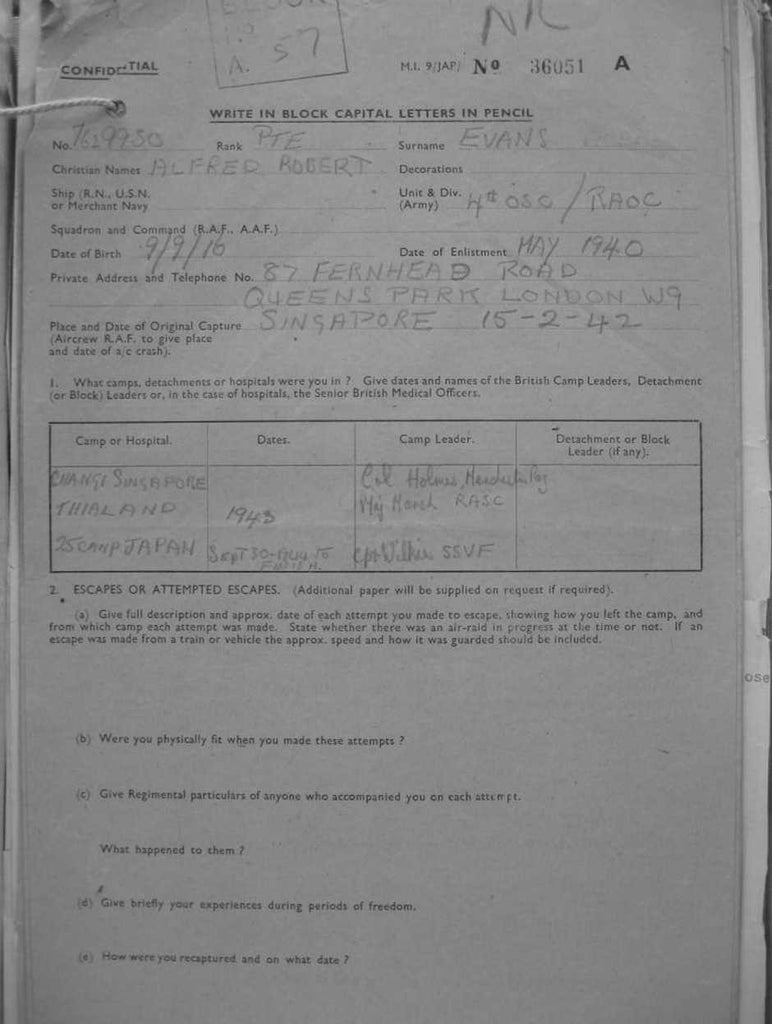 NR
A. 57
CONFIDENTIAL M.I. 9/JAP/ No 36051 A
WRITE IN BLOCK CAPITAL LETTERS IN PENCIL
No. 7629950 Rank PTE Surname EVANS
Christian Names ALFRED ROBERT Decorations
Ship (R.N., U.S.N. Unit & Div. 4th OSC / RAOC
or Merchant Navy (Army)
Squadron and Command (R.A.F., A.A.F.)
Date of Birth 9/9/16 Date of Enlistment MAY 1940
Private Address and Telephone No. 87 FERNHEAD ROAD
QUEENS PARK LONDON W9
Place and Date of Original Capture SINGAPORE 15-2-42
(Aircrew R.A.F. to give place
and date of a/c crash).
1. What camps, detachments or hospitals were you in ? Give dates and names of the British Camp Leaders, Detachment
(or Block) Leaders or, in the case of hospitals, the Senior British Medical Officers.
Camp or Hospital. Dates. Camp Leader. Detachment or Block
Leader (if any).
CHANGI SINGAPORE Col Holmes,
THIALAND 1943 Maj March RASC
25 CAMP JAPAN SEPT 30-AUG 15 SSVF
2. ESCAPES OR ATTEMPTED ESCAPES. (Additional paper will be supplied on request if required).
(a) Give full description and approx. date of each attempt you made to escape, showing how you left the camp, and
from which camp each attempt was made. State whether there was an air-raid in progress at the time or not. If an
escape was made from a train or vehicle the approx. speed and how it was guarded should be included.
ose
(b) Were you physically fit when you made these attempts ?
(c) Give Regimental particulars of anyone who accompanied you on each attempt.
What happened to them ?
(d) Give briefly your experiences during periods of freedom.
(e) How were you recaptured and on what date ?